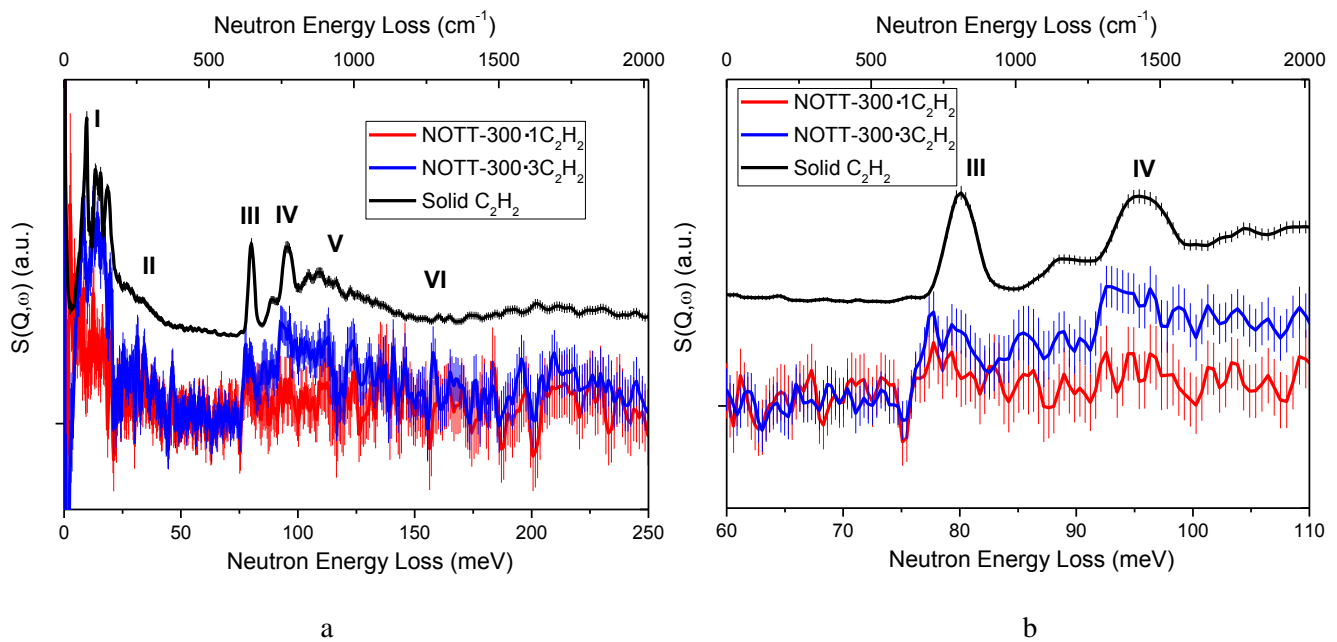 Neutron Energy Loss (cm⁻¹)
0 500 1000 1500 2000
I
II
III
IV
V
VI
NOTT-300·1C₂H₂
NOTT-300·3C₂H₂
Solid C₂H₂
S(Q,ω) (a.u.)
0 50 100 150 200 250
Neutron Energy Loss (meV)
a
Neutron Energy Loss (cm⁻¹)
0 500 1000 1500 2000
NOTT-300·1C₂H₂
NOTT-300·3C₂H₂
Solid C₂H₂
III
IV
S(Q,ω) (a.u.)
60 70 80 90 100 110
Neutron Energy Loss (meV)
b